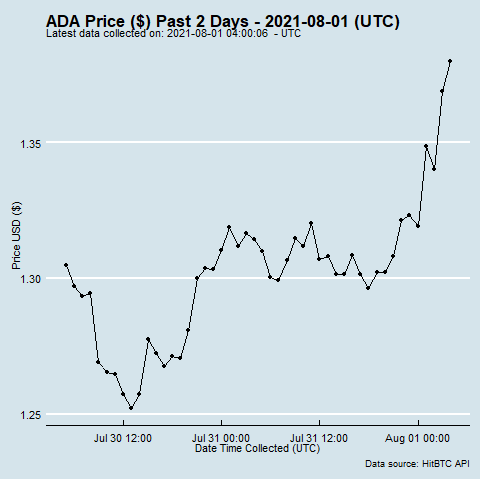 ADA Price ($) Past 2 Days - 2021-08-01 (UTC)
Latest data collected on: 2021-08-01 04:00:06  - UTC
1.35
1.30
1.25
Price USD ($)
Jul 30 12:00 Jul 31 00:00 Jul 31 12:00 Aug 01 00:00
Date Time Collected (UTC)
Data source: HitBTC API